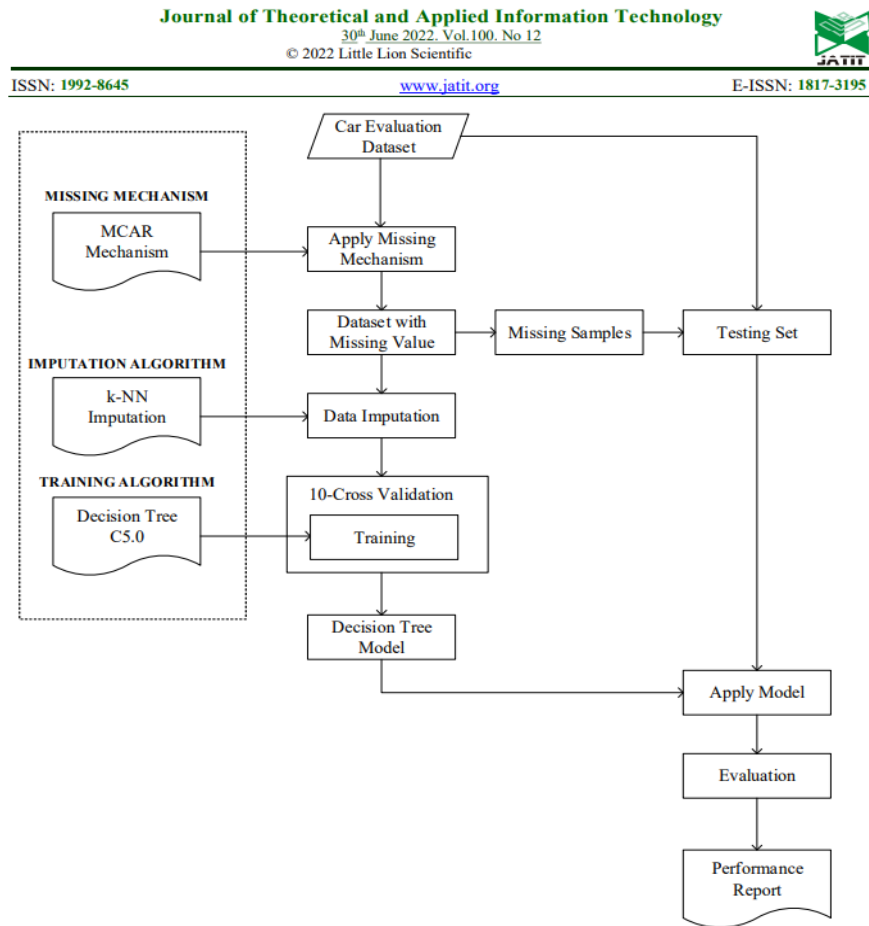 Journal of Theoretical and Applied Information Technology
30th June 2022. Vol.100. No 12
© 2022 Little Lion Scientific
JATIT
ISSN: 1992-8645
www.jatit.org
E-ISSN: 1817-3195
Car Evaluation
Dataset
MISSING MECHANISM
MCAR
Mechanism
Apply Missing
Mechanism
Dataset with
Missing Value
Missing Samples
Testing Set
IMPUTATION ALGORITHM
k-NN
Imputation
Data Imputation
TRAINING ALGORITHM
Decision Tree
C5.0
10-Cross Validation
Training
Decision Tree
Model
Apply Model
Evaluation
Performance
Report